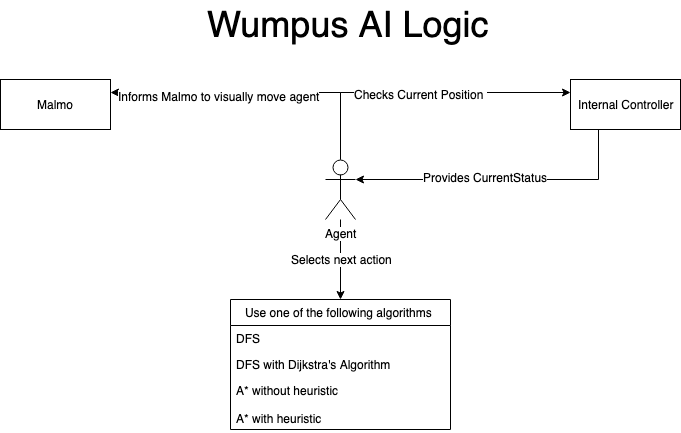 Wumpus AI Logic
Malmo
Informs Malmo to visually move agent
Checks Current Position
Internal Controller
Provides CurrentStatus
Agent
Selects next action
Use one of the following algorithms
DFS
DFS with Dijkstra's Algorithm
A* without heuristic
A* with heuristic